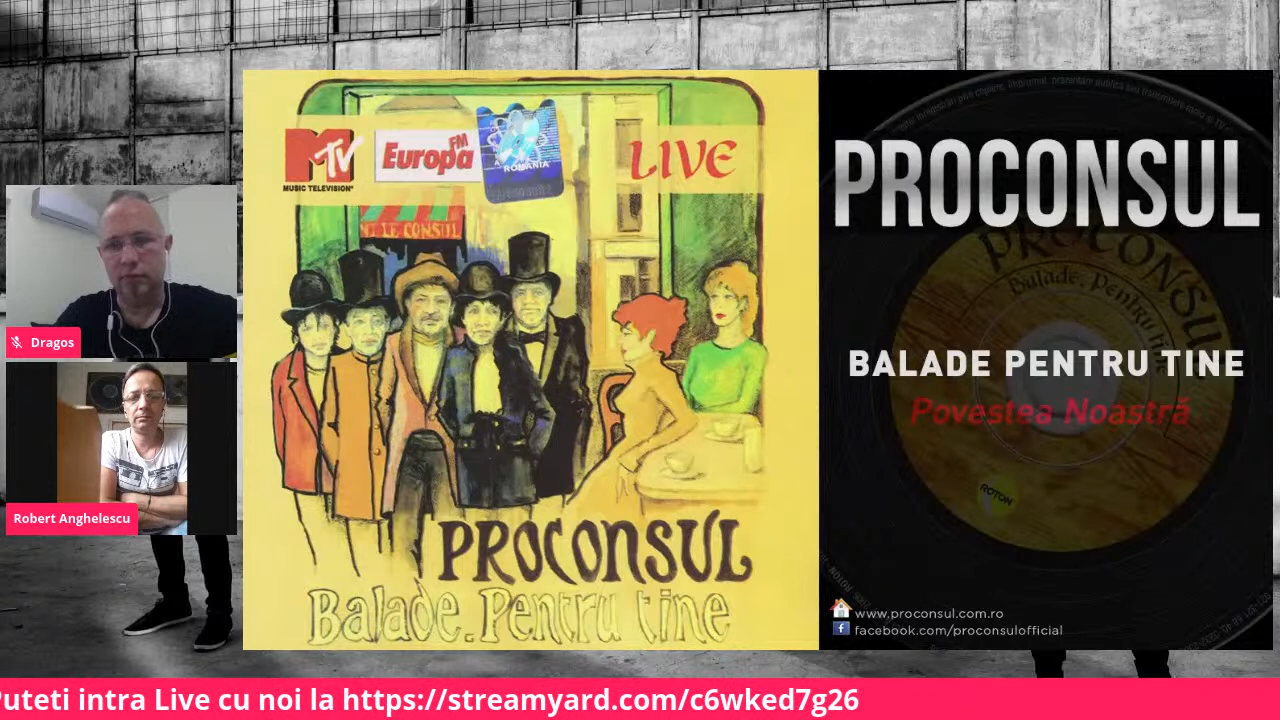 MTV
MUSIC TELEVISION®
Europa FM
ROMANIA
LIVE
LE CONSUL
PROCONSUL
Balade. Pentru tine
PROCONSUL
PROCONSUL
Balade. Pentru tine
BALADE PENTRU TINE
Povestea Noastră
ROTON
www.proconsul.com.ro
facebook.com/proconsulofficial
Dragos
Robert Anghelescu
Puteti intra Live cu noi la https://streamyard.com/c6wked7g26